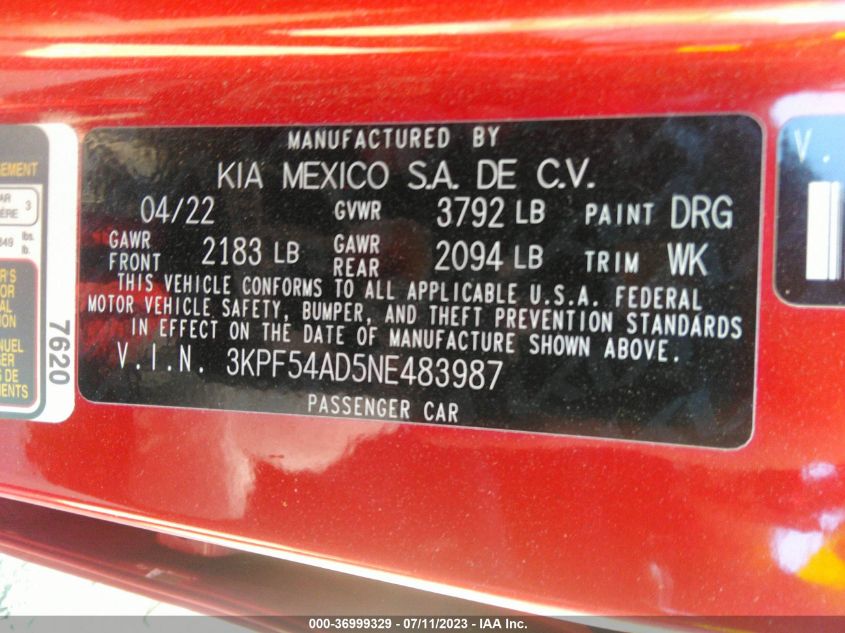 MANUFACTURED BY
KIA MEXICO S.A. DE C.V.
04/22 GVWR 3792 LB PAINT DRG
GAWR FRONT 2183 LB GAWR REAR 2094 LB TRIM WK
THIS VEHICLE CONFORMS TO ALL APPLICABLE U.S.A. FEDERAL
MOTOR VEHICLE SAFETY, BUMPER, AND THEFT PREVENTION STANDARDS
IN EFFECT ON THE DATE OF MANUFACTURE SHOWN ABOVE.
V.I.N. 3KPF54AD5NE483987
PASSENGER CAR
3
lbs.
lb.
7620
V.
000-36999329 - 07/11/2023 - IAA Inc.